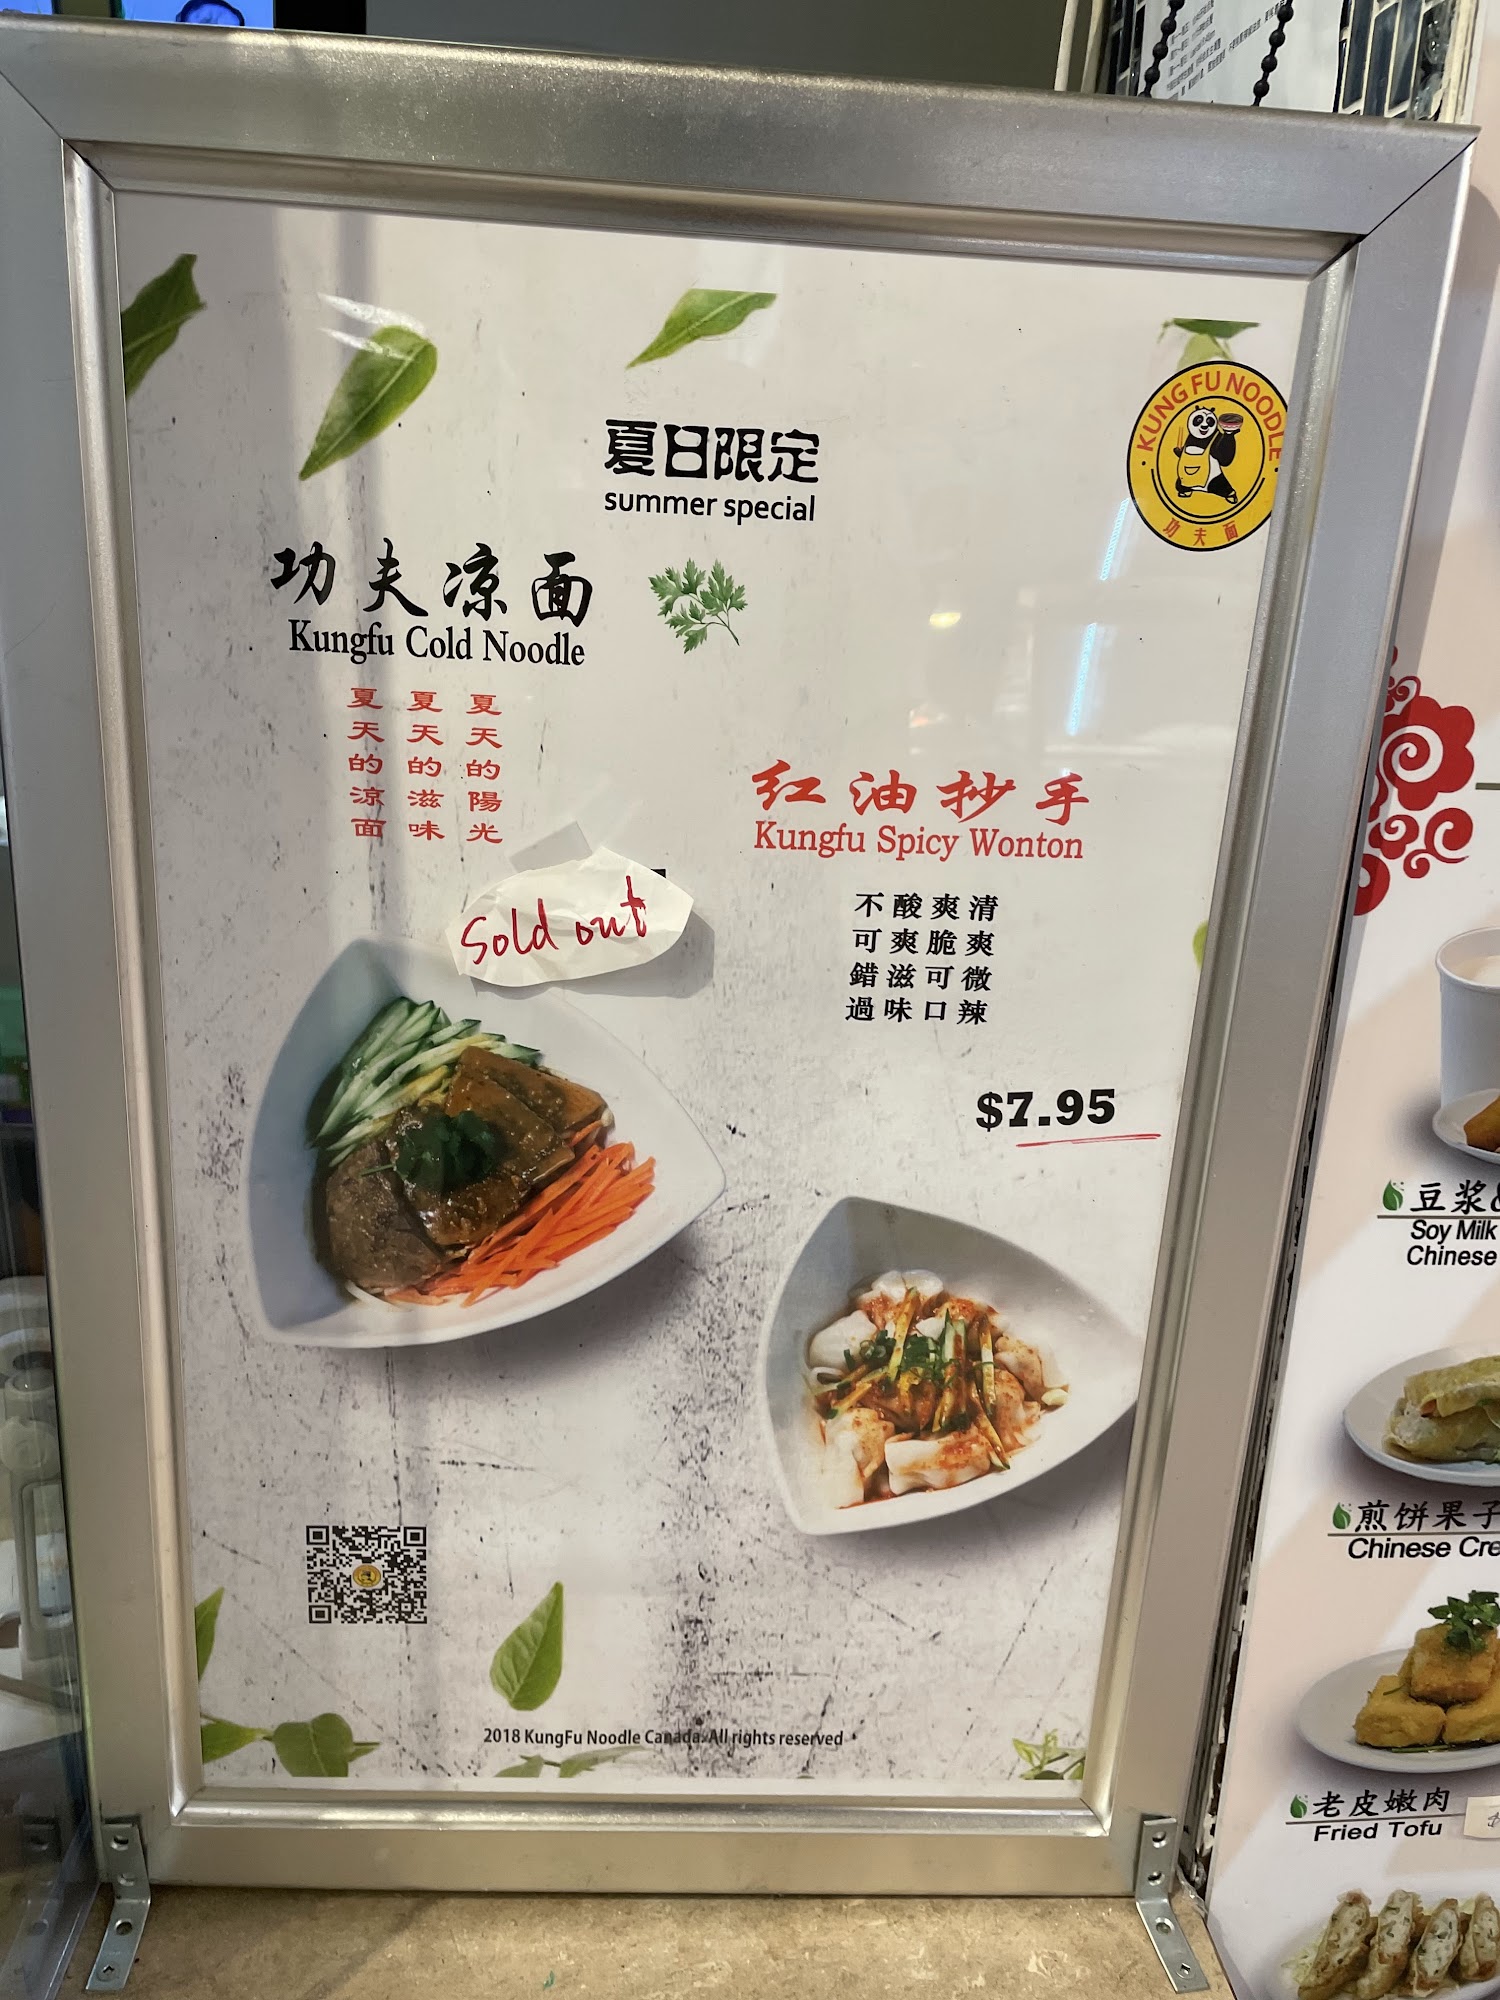 夏日限定
summer special
KUNG FU NOODLE
功夫面
功夫凉面
Kungfu Cold Noodle
夏天的陽光
夏天的滋味
夏天的涼面
Sold out
红油抄手
Kungfu Spicy Wonton
清爽微辣
爽脆可口
酸爽滋味
不可錯過
$7.95
2018 KungFu Noodle Canada. All rights reserved
豆浆&
Soy Milk
Chinese
煎饼果子
Chinese Cre
老皮嫩肉
Fried Tofu